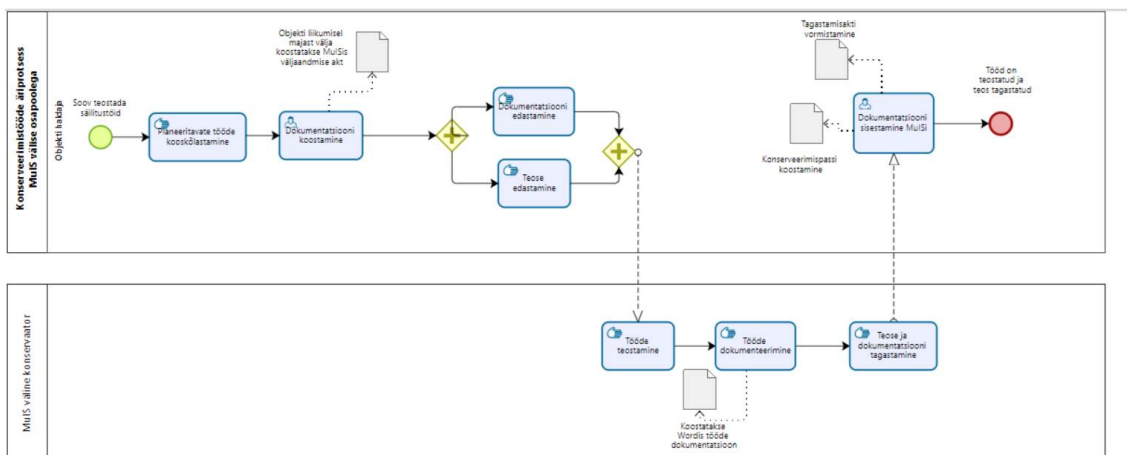 Konserveerimistööde äriprotsess
MuIS välise osapoolega
Objekti haldaja
Soov teostada
säilitustöid
Planeeritavate tööde
kooskõlastamine
Dokumentatsiooni
koostamine
Objekti liikumisel
majast välja
koostatakse MuISis
väljaandmise akt
Dokumentatsiooni
edastamine
Teose
edastamine
Tagastamisakti
vormistamine
Konserveerimispassi
koostamine
Dokumentatsiooni
sisestamine MuISi
Tööd on
teostatud ja
teos tagastatud
MuIS väline konservaator
Tööde
teostamine
Tööde
dokumenteerimine
Teose ja
dokumentatsiooni
tagastamine
Koostatakse
Wordis tööde
dokumentatsioon